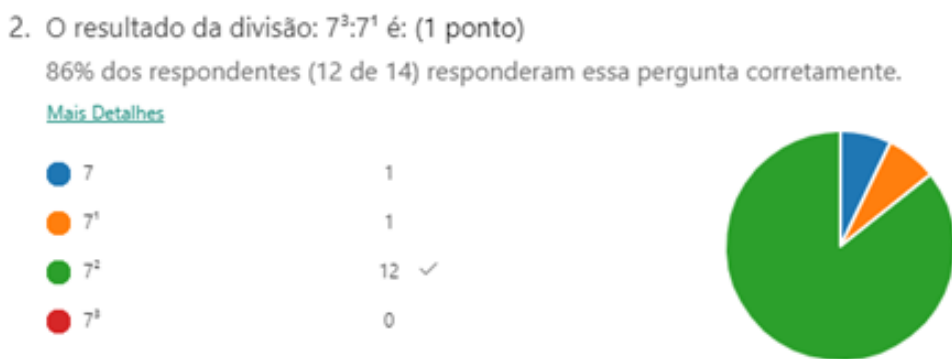 2. O resultado da divisão: 7³:7¹ é: (1 ponto)
86% dos respondentes (12 de 14) responderam essa pergunta corretamente.
Mais Detalhes
7 1
7¹ 1
7² 12 ✓
7³ 0